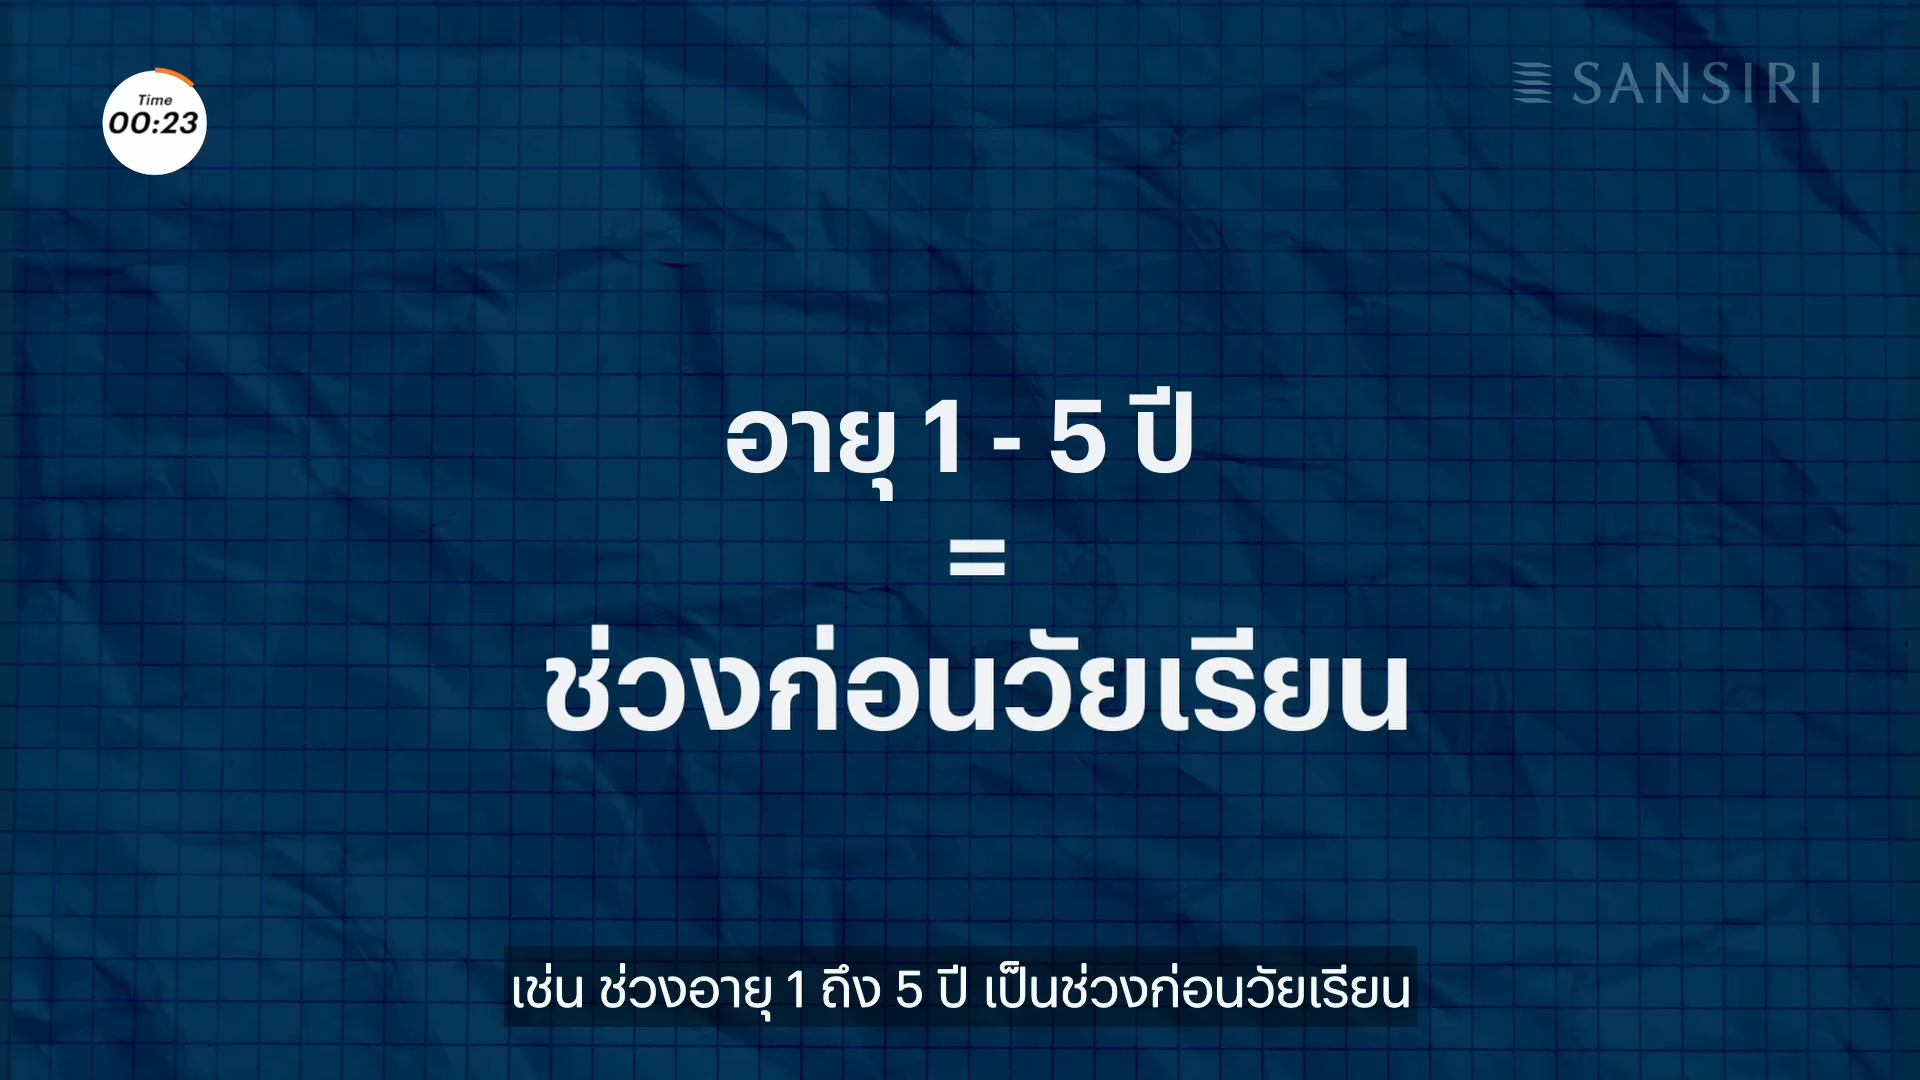 Time
00:23
SANSIRI
อายุ 1 - 5 ปี
=
ช่วงก่อนวัยเรียน
เช่น ช่วงอายุ 1 ถึง 5 ปี เป็นช่วงก่อนวัยเรียน